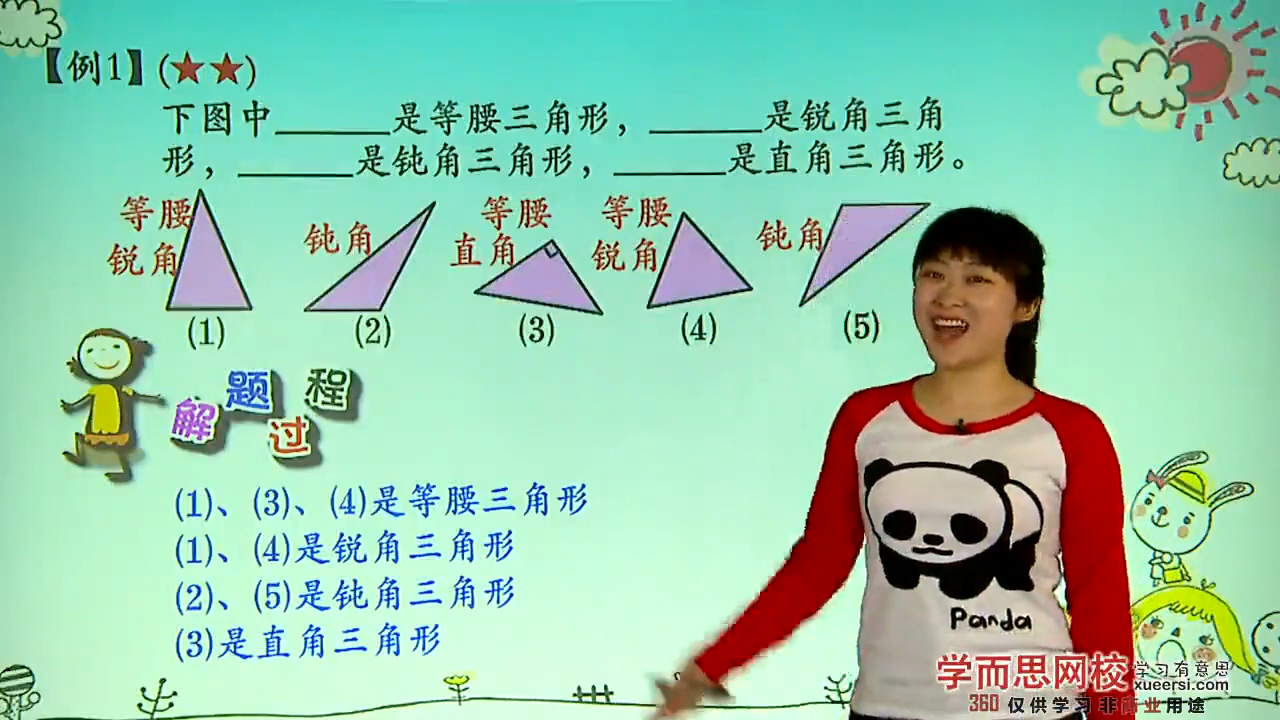 【例1】(★★)
下图中______是等腰三角形，______是锐角三角
形，______是钝角三角形，______是直角三角形。
等腰 等腰 等腰
锐角 钝角 直角 锐角 钝角
(1) (2) (3) (4) (5)
解题过程
(1)、(3)、(4)是等腰三角形
(1)、(4)是锐角三角形
(2)、(5)是钝角三角形
(3)是直角三角形
Panda
学而思网校 学习有意思
xueersi.com
360 仅供学习非商业用途